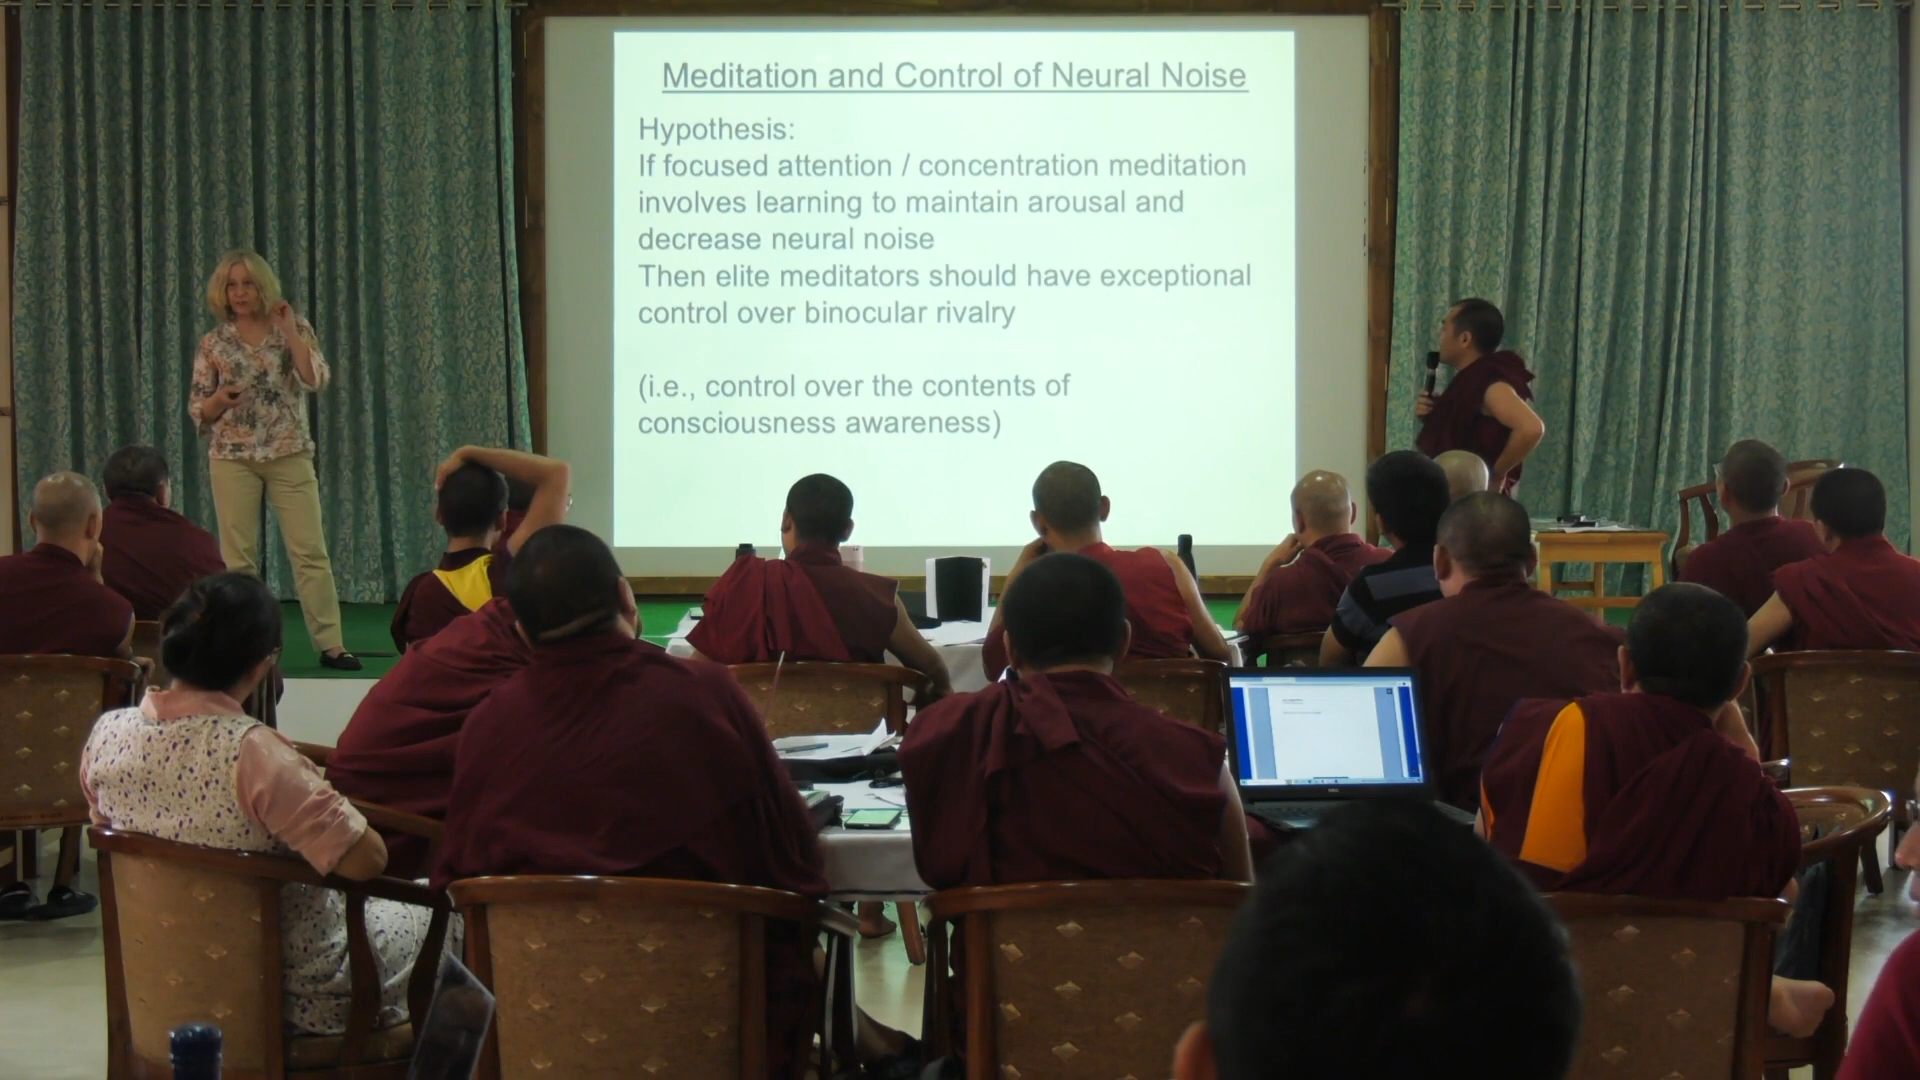 Meditation and Control of Neural Noise
Hypothesis:
If focused attention / concentration meditation
involves learning to maintain arousal and
decrease neural noise
Then elite meditators should have exceptional
control over binocular rivalry
(i.e., control over the contents of
consciousness awareness)
DELL